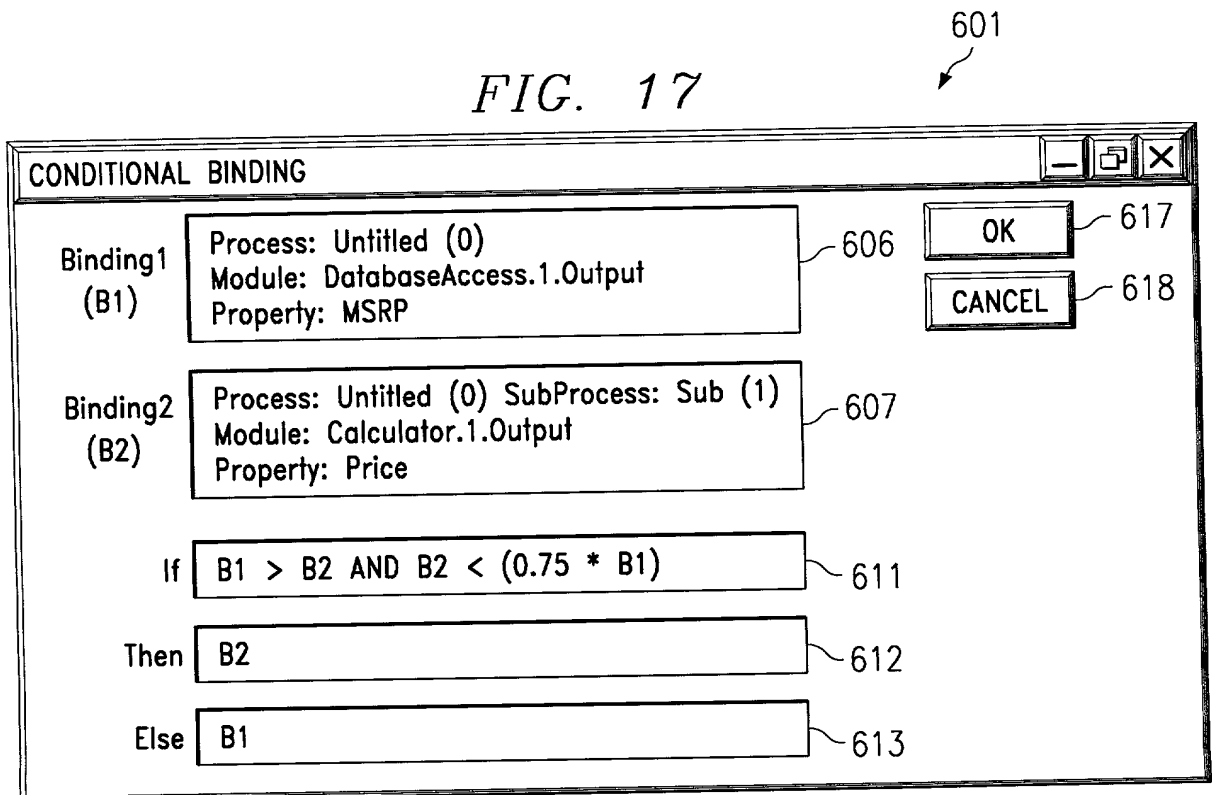 601
FIG. 17
CONDITIONAL BINDING
Binding1
(B1)
Process: Untitled (0)
Module: DatabaseAccess.1.Output
Property: MSRP
606
OK
617
CANCEL
618
Binding2
(B2)
Process: Untitled (0) SubProcess: Sub (1)
Module: Calculator.1.Output
Property: Price
607
If
B1 > B2 AND B2 < (0.75 * B1)
611
Then
B2
612
Else
B1
613